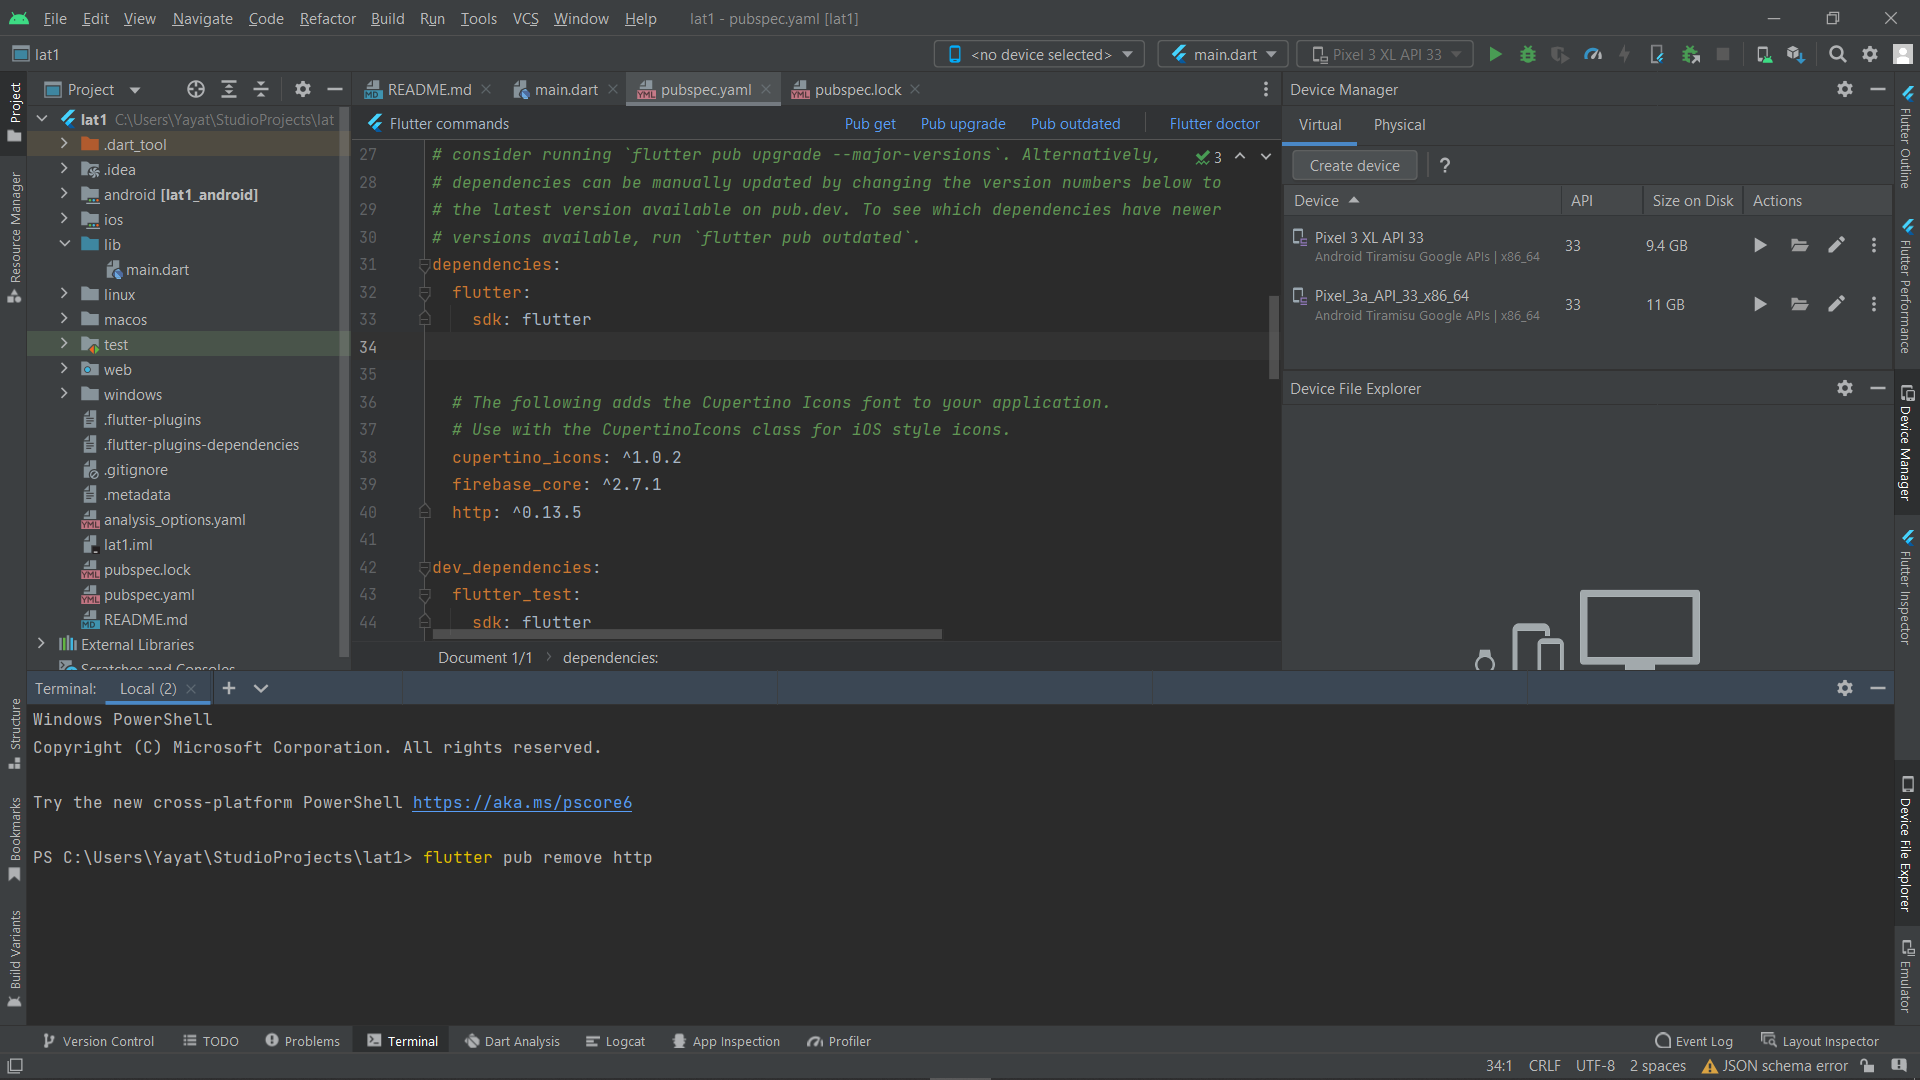 File Edit View Navigate Code Refactor Build Run Tools VCS Window Help lat1 - pubspec.yaml [lat1]
lat1
<no device selected> main.dart Pixel 3 XL API 33
Project
lat1 C:\Users\Yayat\StudioProjects\lat
.dart_tool
.idea
android [lat1_android]
ios
lib
main.dart
linux
macos
test
web
windows
.flutter-plugins
.flutter-plugins-dependencies
.gitignore
.metadata
analysis_options.yaml
lat1.iml
pubspec.lock
pubspec.yaml
README.md
External Libraries
Scratches and Consoles
README.md main.dart pubspec.yaml pubspec.lock
Flutter commands Pub get Pub upgrade Pub outdated Flutter doctor
3
27 # consider running `flutter pub upgrade --major-versions`. Alternatively,
28 # dependencies can be manually updated by changing the version numbers below to
29 # the latest version available on pub.dev. To see which dependencies have newer
30 # versions available, run `flutter pub outdated`.
31 dependencies:
32 flutter:
33 sdk: flutter
34
35
36 # The following adds the Cupertino Icons font to your application.
37 # Use with the CupertinoIcons class for iOS style icons.
38 cupertino_icons: ^1.0.2
39 firebase_core: ^2.7.1
40 http: ^0.13.5
41
42 dev_dependencies:
43 flutter_test:
44 sdk: flutter
Document 1/1 dependencies:
Device Manager
Virtual Physical
Create device ?
Device API Size on Disk Actions
Pixel 3 XL API 33
Android Tiramisu Google APIs | x86_64
33 9.4 GB
Pixel_3a_API_33_x86_64
Android Tiramisu Google APIs | x86_64
33 11 GB
Device File Explorer
Project
Resource Manager
Structure
Bookmarks
Build Variants
Flutter Outline
Flutter Performance
Device Manager
Flutter Inspector
Device File Explorer
Emulator
Terminal: Local (2)
Windows PowerShell
Copyright (C) Microsoft Corporation. All rights reserved.
Try the new cross-platform PowerShell https://aka.ms/pscore6
PS C:\Users\Yayat\StudioProjects\lat1> flutter pub remove http
Version Control TODO Problems Terminal Dart Analysis Logcat App Inspection Profiler Event Log Layout Inspector
34:1 CRLF UTF-8 2 spaces JSON schema error